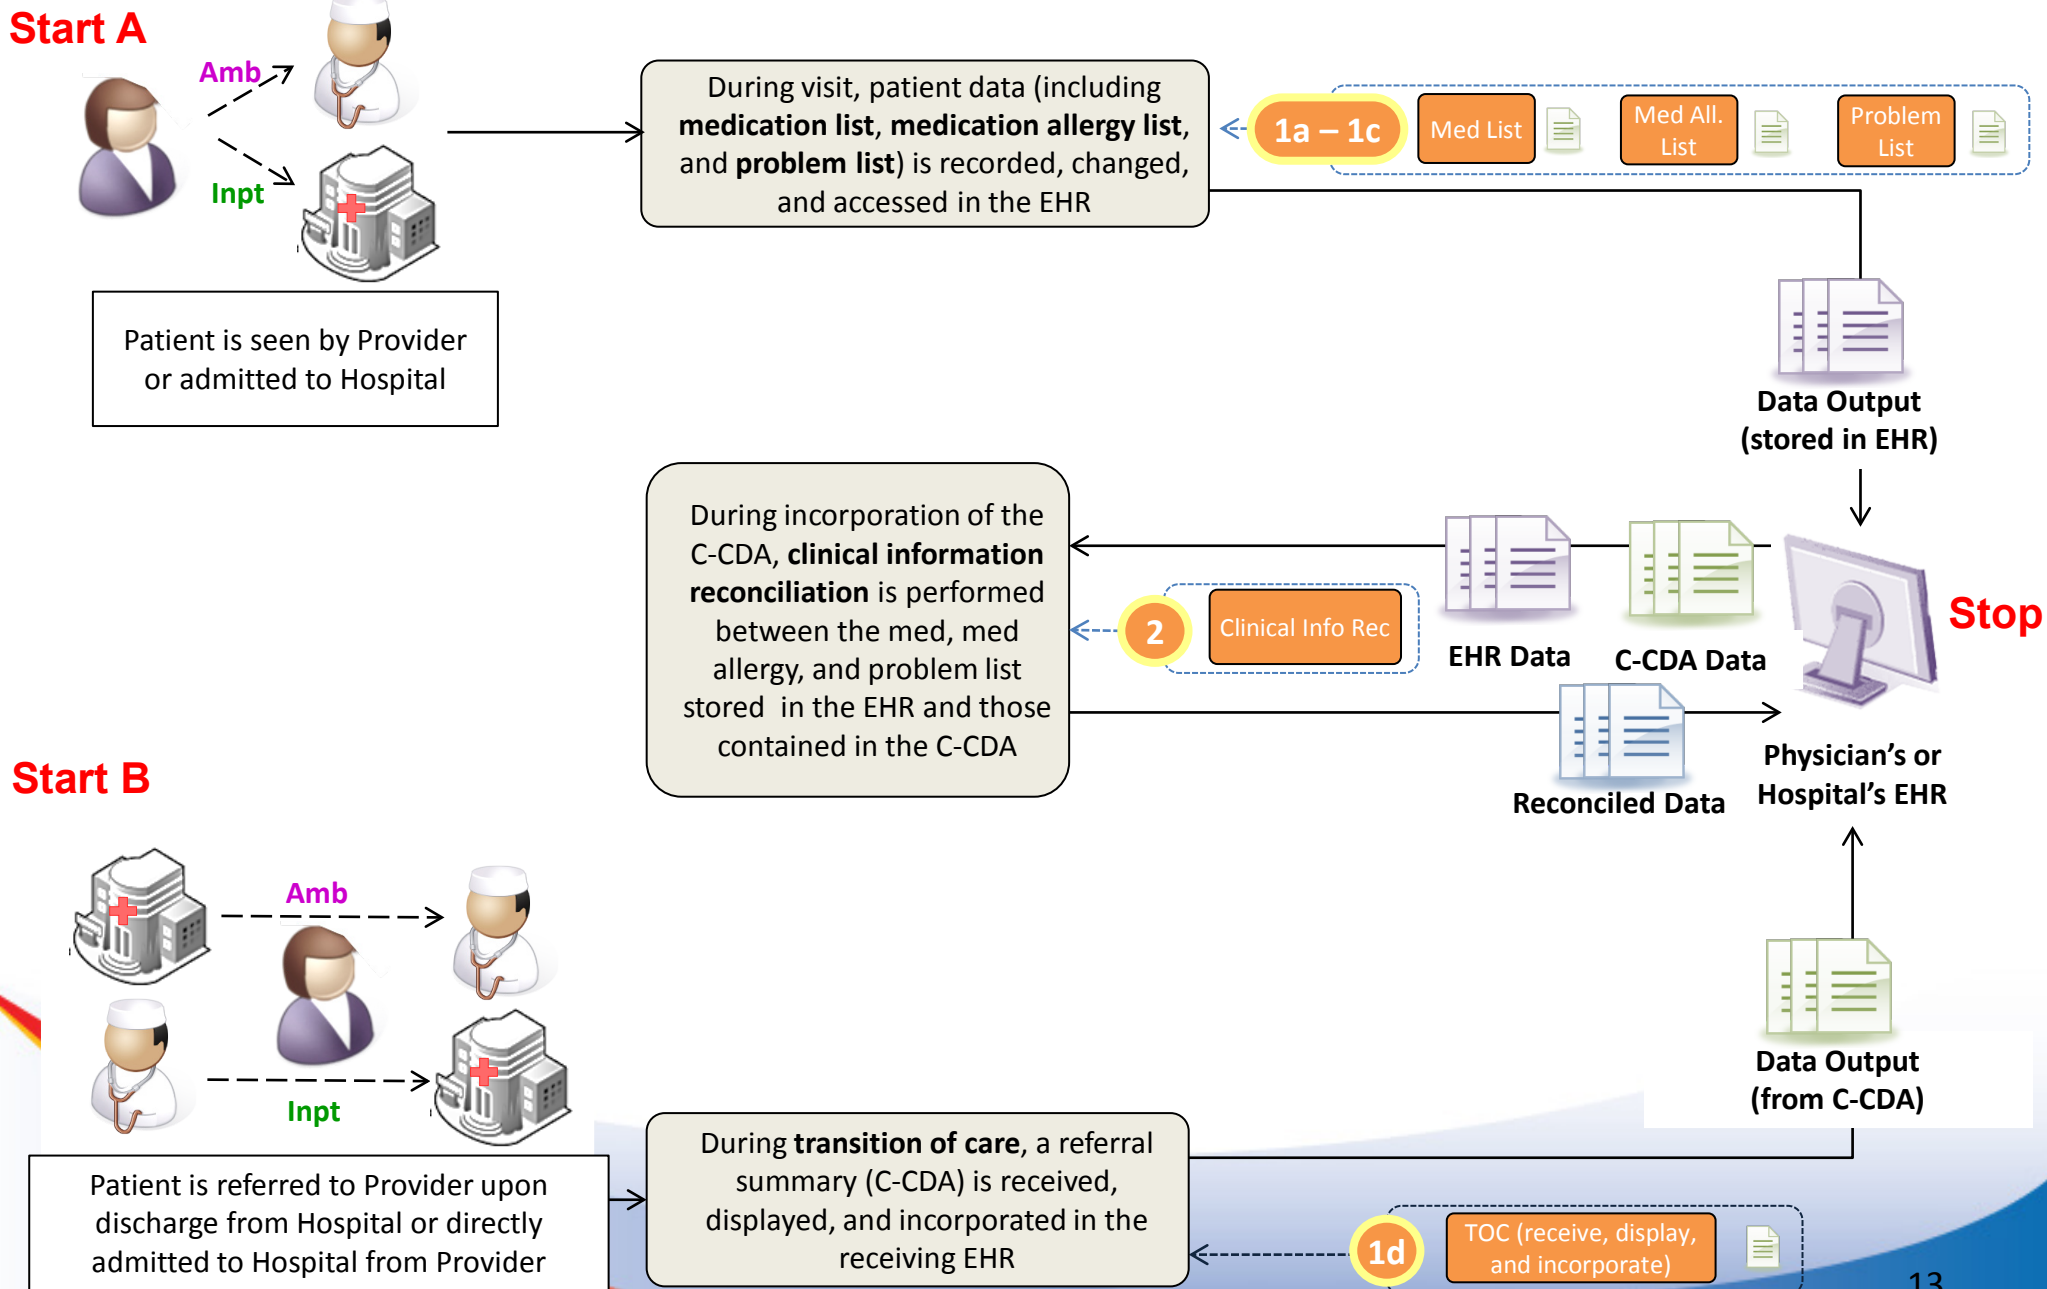 Start A
Amb
Inpt
Patient is seen by Provider
or admitted to Hospital
During visit, patient data (including
medication list, medication allergy list,
and problem list) is recorded, changed,
and accessed in the EHR
1a – 1c
Med List
Med All.
List
Problem
List
Data Output
(stored in EHR)
During incorporation of the
C-CDA, clinical information
reconciliation is performed
between the med, med
allergy, and problem list
stored in the EHR and those
contained in the C-CDA
2
Clinical Info Rec
EHR Data
C-CDA Data
Stop
Reconciled Data
Physician’s or
Hospital’s EHR
Start B
Amb
Inpt
Patient is referred to Provider upon
discharge from Hospital or directly
admitted to Hospital from Provider
During transition of care, a referral
summary (C-CDA) is received,
displayed, and incorporated in the
receiving EHR
1d
TOC (receive, display,
and incorporate)
Data Output
(from C-CDA)
13